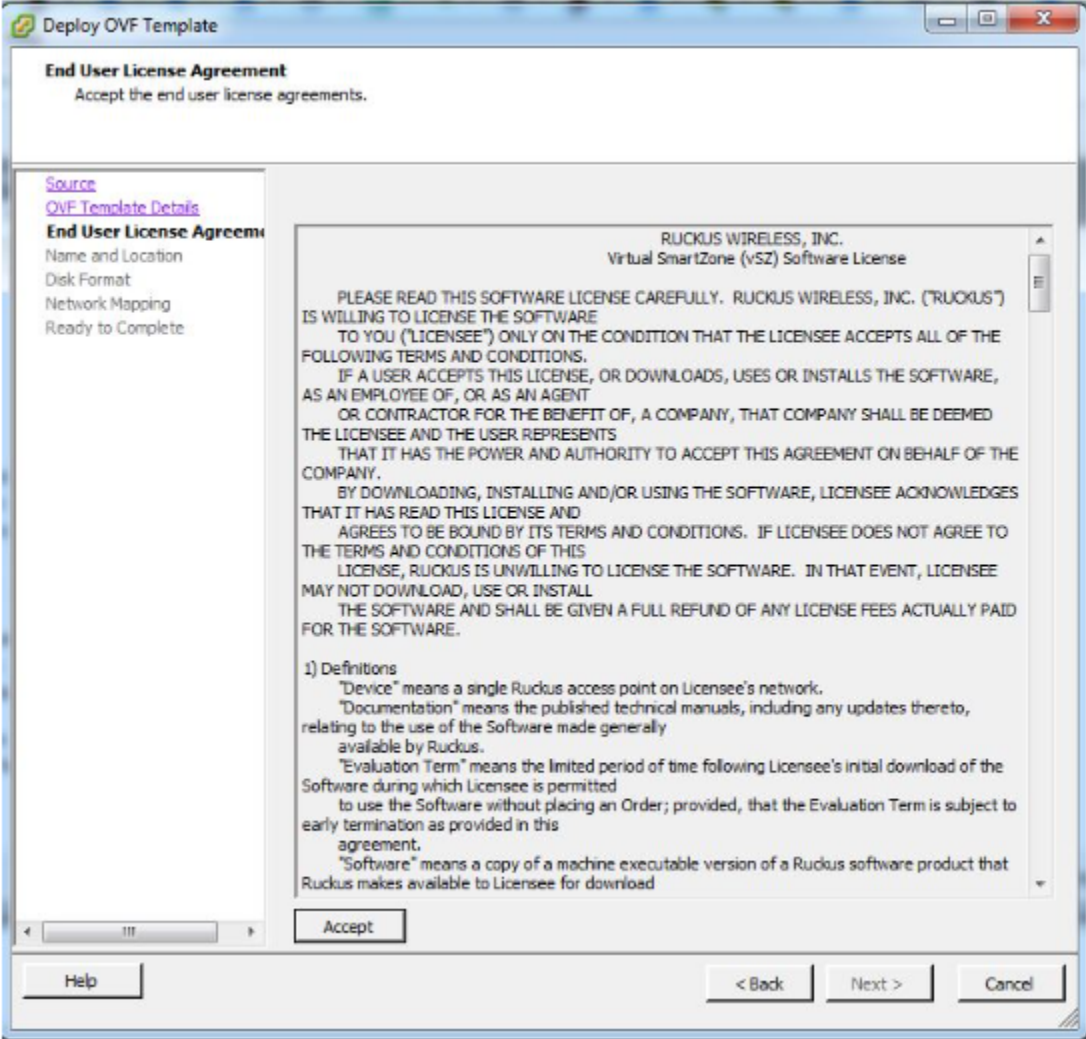 Deploy OVF Template
End User License Agreement
Accept the end user license agreements.
Source
OVF Template Details
End User License Agreeme
Name and Location
Disk Format
Network Mapping
Ready to Complete
RUCKUS WIRELESS, INC.
Virtual SmartZone (vSZ) Software License
PLEASE READ THIS SOFTWARE LICENSE CAREFULLY. RUCKUS WIRELESS, INC. ("RUCKUS")
IS WILLING TO LICENSE THE SOFTWARE
TO YOU ("LICENSEE") ONLY ON THE CONDITION THAT THE LICENSEE ACCEPTS ALL OF THE
FOLLOWING TERMS AND CONDITIONS.
IF A USER ACCEPTS THIS LICENSE, OR DOWNLOADS, USES OR INSTALLS THE SOFTWARE,
AS AN EMPLOYEE OF, OR AS AN AGENT
OR CONTRACTOR FOR THE BENEFIT OF, A COMPANY, THAT COMPANY SHALL BE DEEMED
THE LICENSEE AND THE USER REPRESENTS
THAT IT HAS THE POWER AND AUTHORITY TO ACCEPT THIS AGREEMENT ON BEHALF OF THE
COMPANY.
BY DOWNLOADING, INSTALLING AND/OR USING THE SOFTWARE, LICENSEE ACKNOWLEDGES
THAT IT HAS READ THIS LICENSE AND
AGREES TO BE BOUND BY ITS TERMS AND CONDITIONS. IF LICENSEE DOES NOT AGREE TO
THE TERMS AND CONDITIONS OF THIS
LICENSE, RUCKUS IS UNWILLING TO LICENSE THE SOFTWARE. IN THAT EVENT, LICENSEE
MAY NOT DOWNLOAD, USE OR INSTALL
THE SOFTWARE AND SHALL BE GIVEN A FULL REFUND OF ANY LICENSE FEES ACTUALLY PAID
FOR THE SOFTWARE.
1) Definitions
"Device" means a single Ruckus access point on Licensee's network.
"Documentation" means the published technical manuals, including any updates thereto,
relating to the use of the Software made generally
available by Ruckus.
"Evaluation Term" means the limited period of time following Licensee's initial download of the
Software during which Licensee is permitted
to use the Software without placing an Order; provided, that the Evaluation Term is subject to
early termination as provided in this
agreement.
"Software" means a copy of a machine executable version of a Ruckus software product that
Ruckus makes available to Licensee for download
Accept
Help
< Back
Next >
Cancel